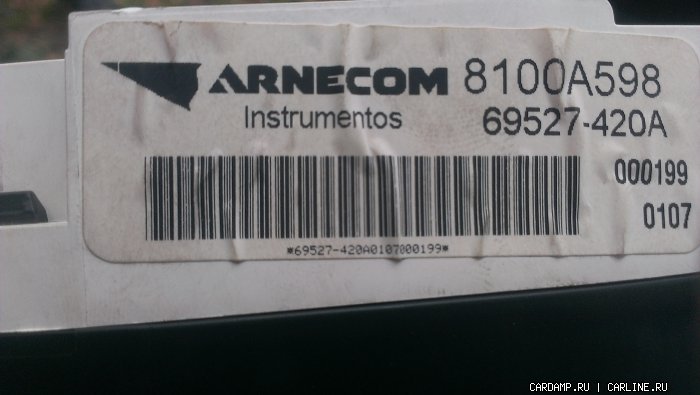 ARNECOM 8100A598
Instrumentos 69527-420A
000199
0107
*69527-420A0107000199*
CARDAMP.RU | CARLINE.RU